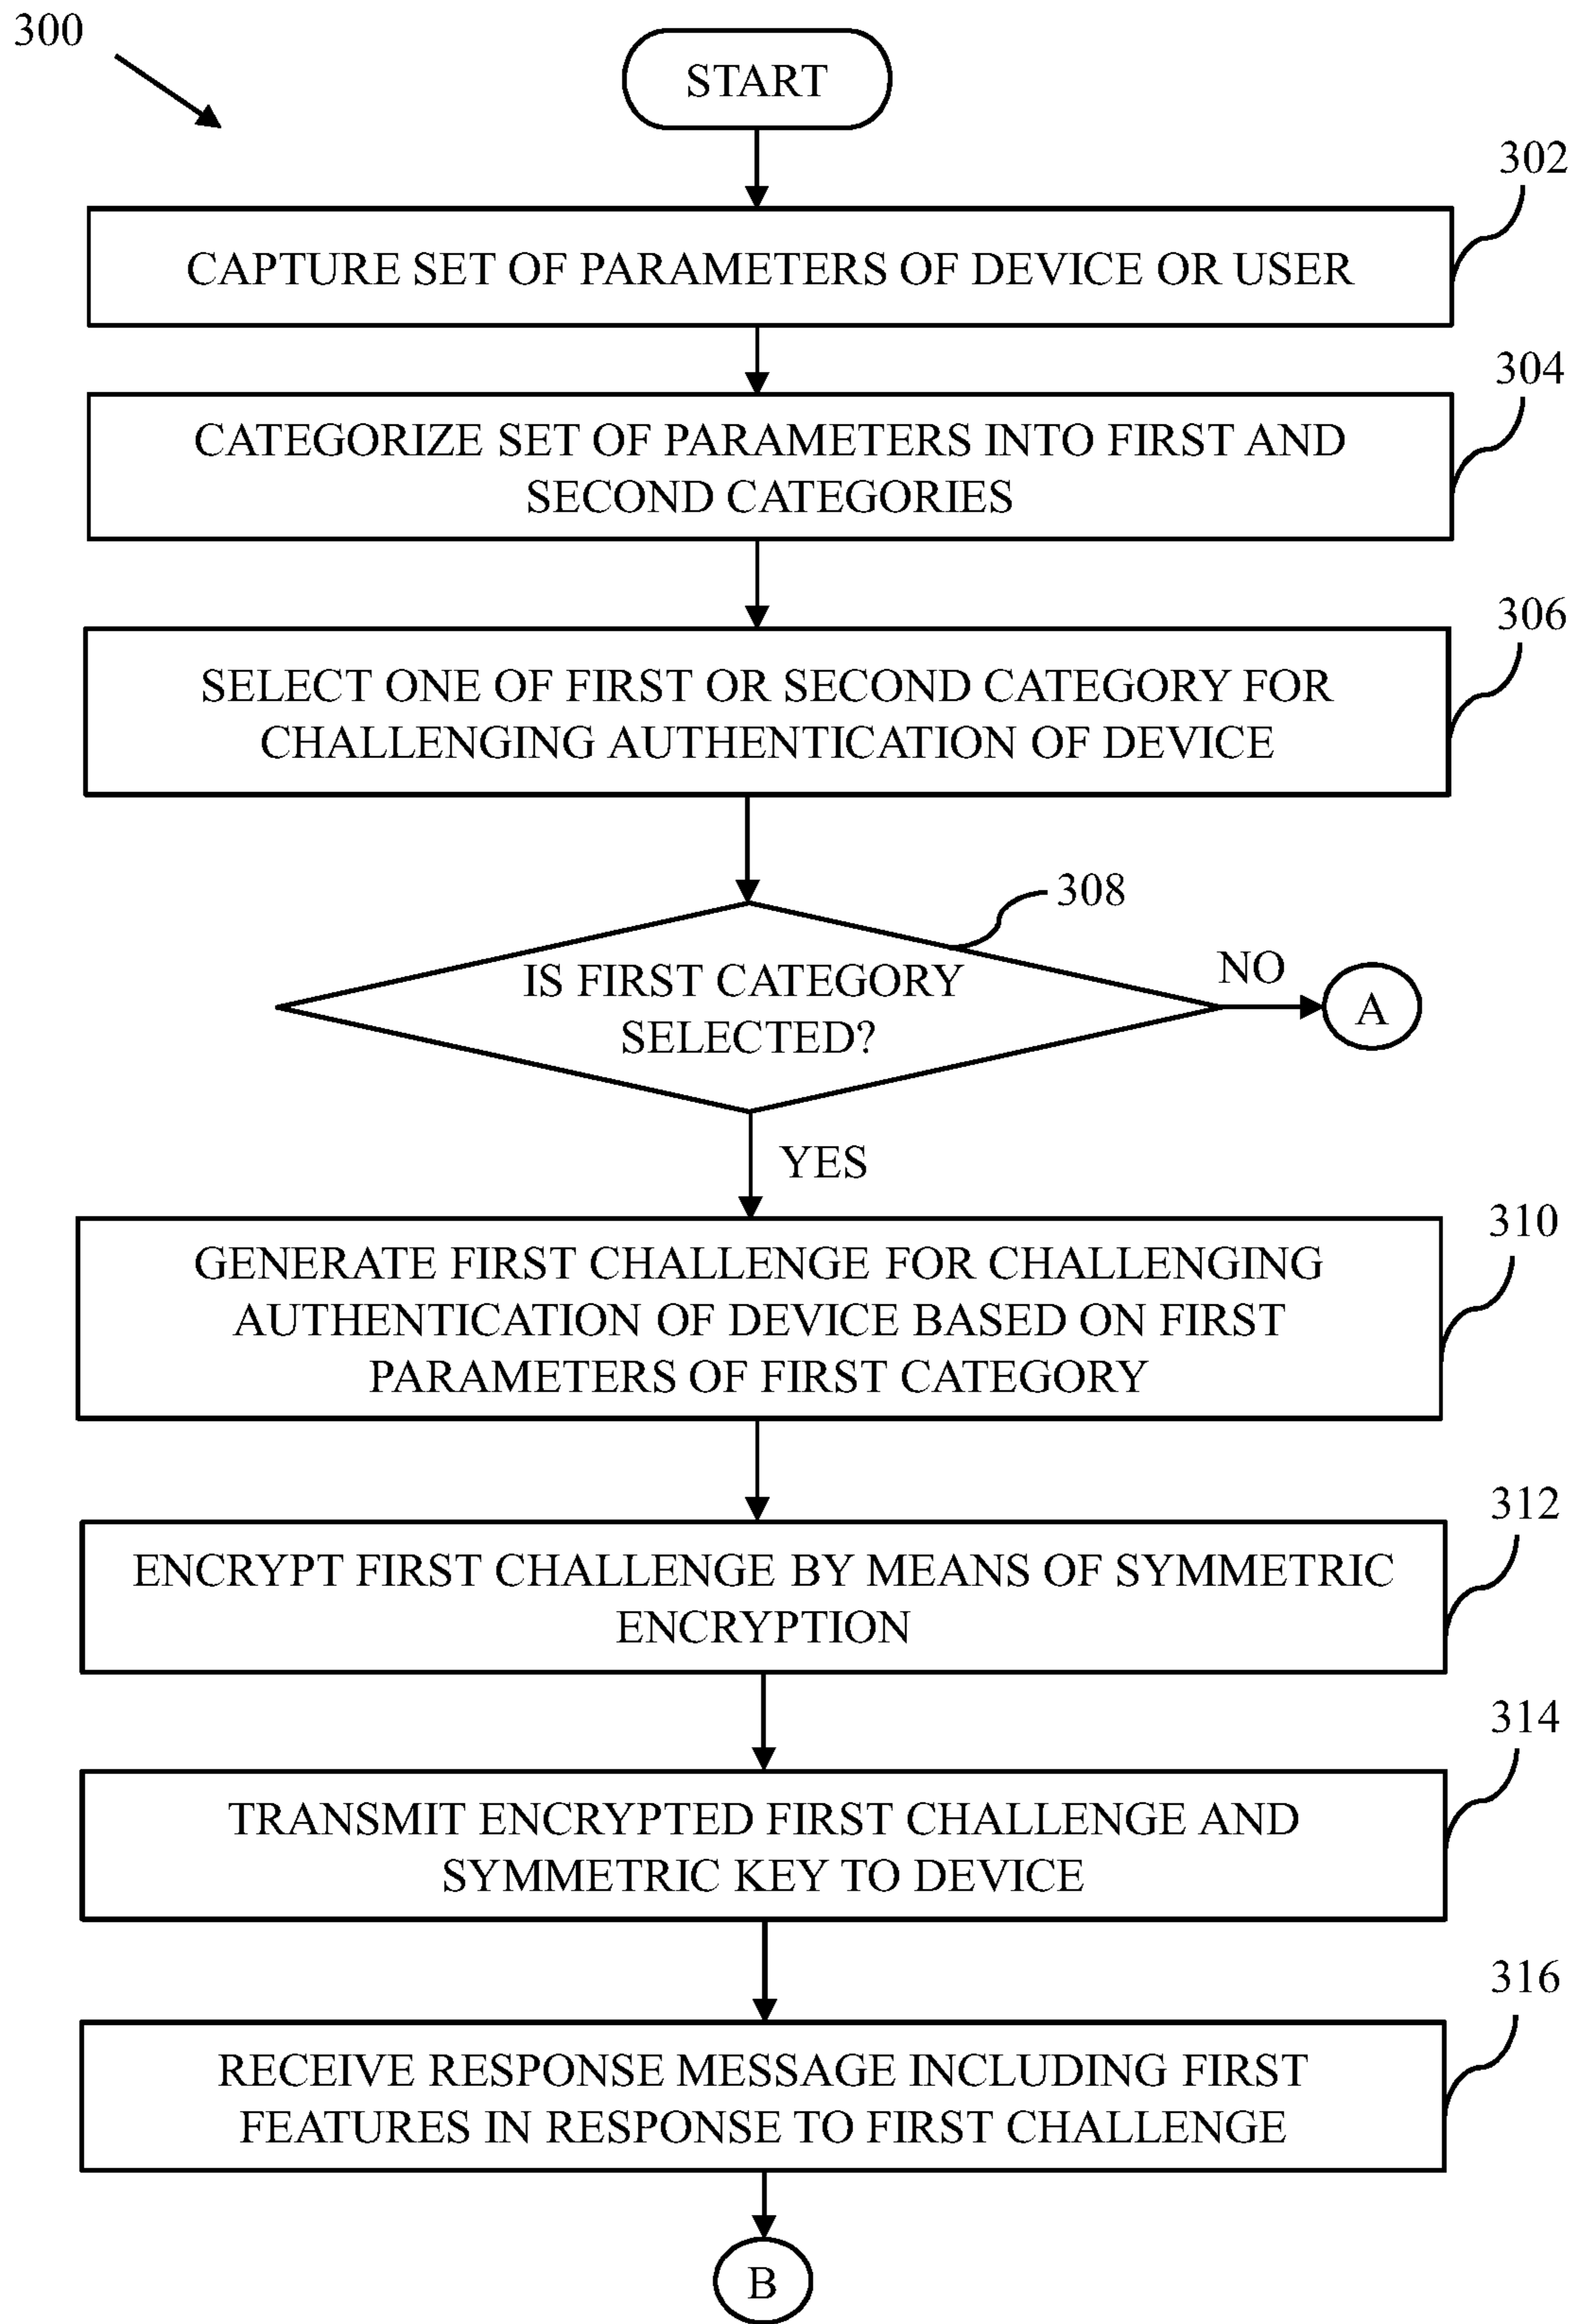 300
START
302
CAPTURE SET OF PARAMETERS OF DEVICE OR USER
304
CATEGORIZE SET OF PARAMETERS INTO FIRST AND
SECOND CATEGORIES
306
SELECT ONE OF FIRST OR SECOND CATEGORY FOR
CHALLENGING AUTHENTICATION OF DEVICE
308
IS FIRST CATEGORY
SELECTED?
NO
A
YES
310
GENERATE FIRST CHALLENGE FOR CHALLENGING
AUTHENTICATION OF DEVICE BASED ON FIRST
PARAMETERS OF FIRST CATEGORY
312
ENCRYPT FIRST CHALLENGE BY MEANS OF SYMMETRIC
ENCRYPTION
314
TRANSMIT ENCRYPTED FIRST CHALLENGE AND
SYMMETRIC KEY TO DEVICE
316
RECEIVE RESPONSE MESSAGE INCLUDING FIRST
FEATURES IN RESPONSE TO FIRST CHALLENGE
B